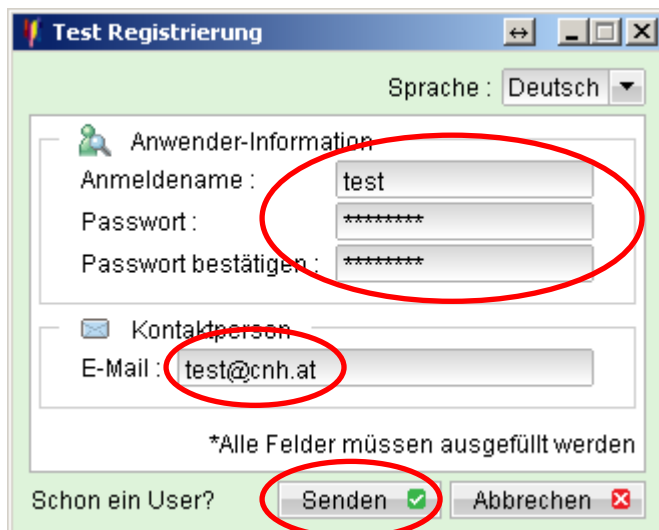 Test Registrierung
Sprache : Deutsch
Anwender-Information
Anmeldename : test
Passwort : ********
Passwort bestätigen : ********
Kontaktperson
E-Mail : test@cnh.at
*Alle Felder müssen ausgefüllt werden
Schon ein User? Senden Abbrechen